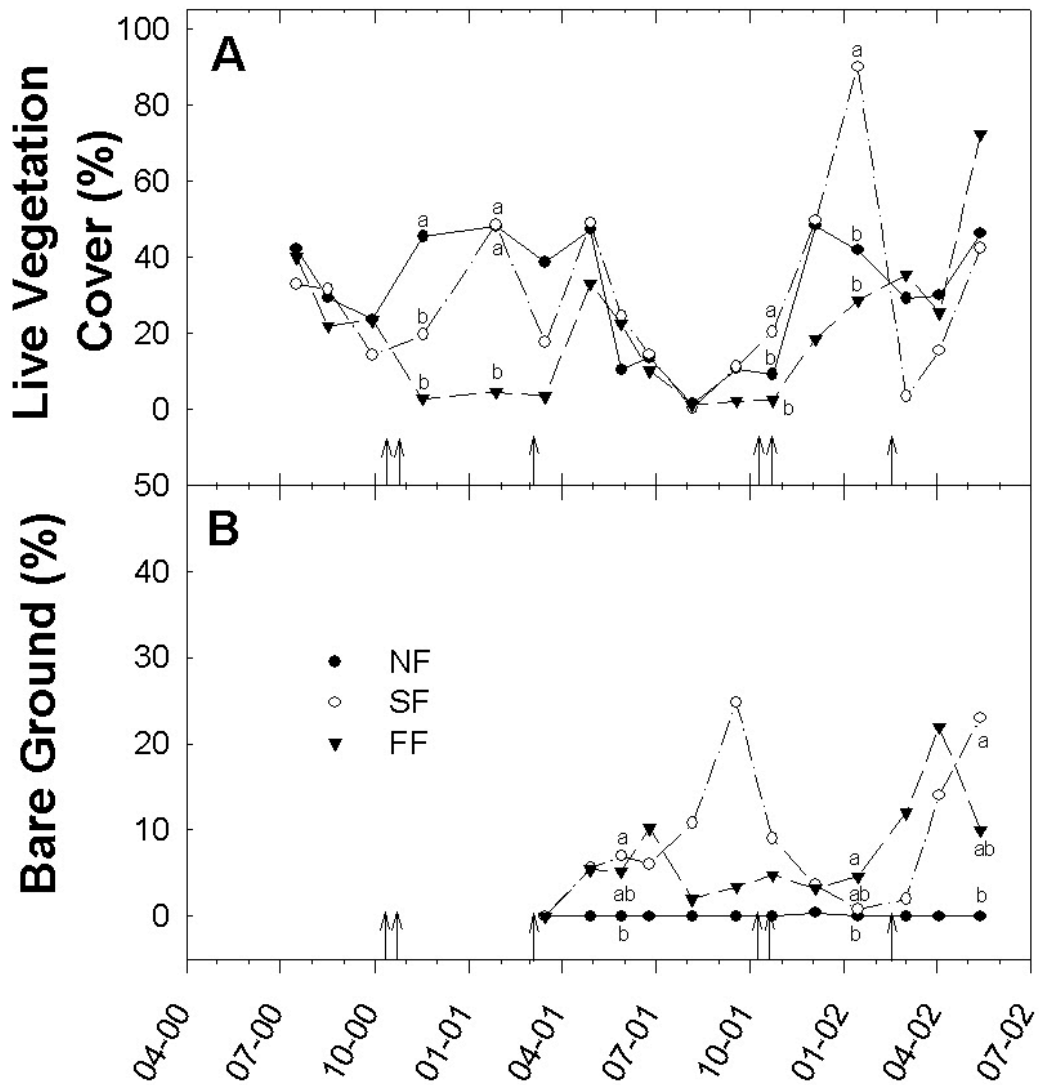 Live Vegetation
Cover (%)
100
80
60
40
20
0
A
a
b
b
a
a
b
a
b
b
a
b
b
Bare Ground (%)
50
40
30
20
10
0
B
NF
SF
FF
a
ab
b
a
ab
b
a
ab
b
04-00
07-00
10-00
01-01
04-01
07-01
10-01
01-02
04-02
07-02